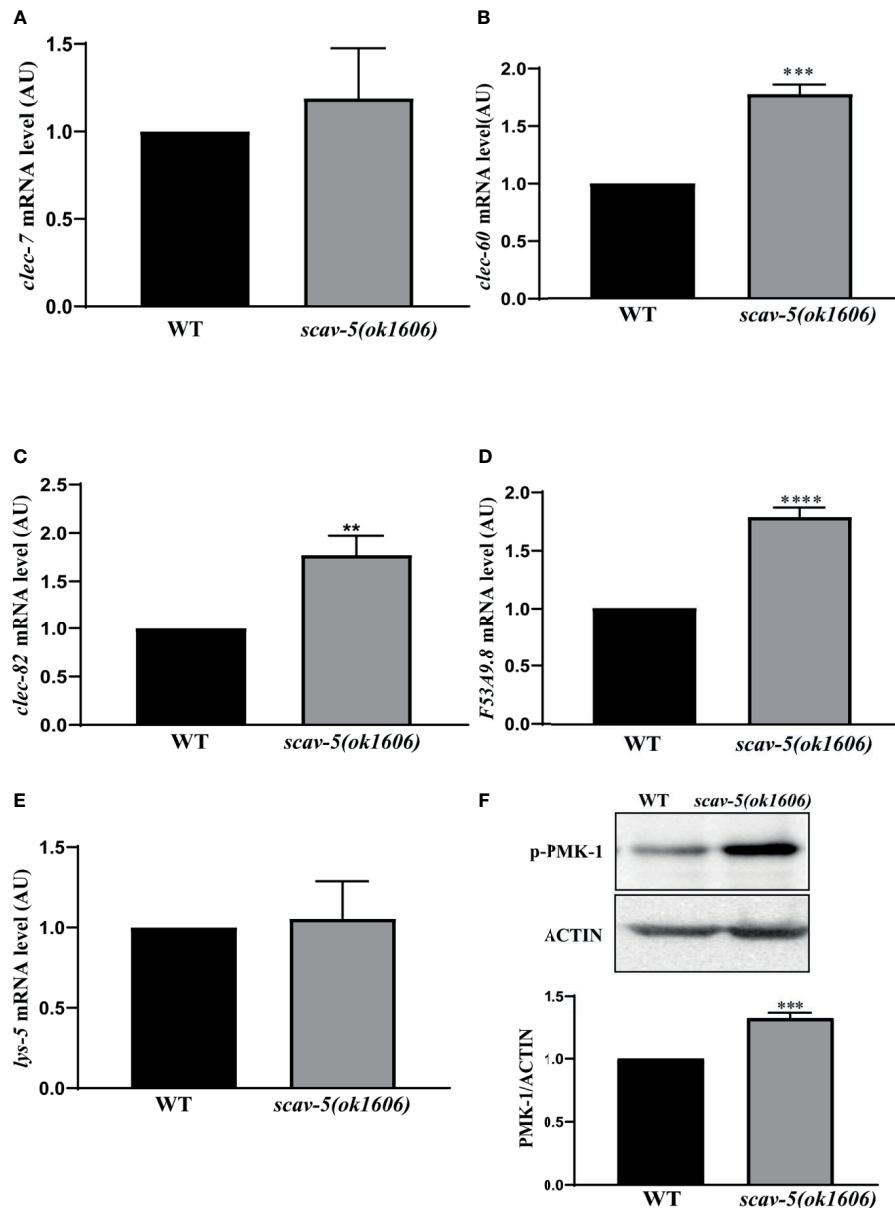 A
clec-7 mRNA level (AU)
1.5
1.0
0.5
0.0
WT
scav-5(ok1606)
B
clec-60 mRNA level(AU)
2.0
1.5
1.0
0.5
0.0
***
WT
scav-5(ok1606)
C
clec-82 mRNA level (AU)
2.5
2.0
1.5
1.0
0.5
0.0
**
WT
scav-5(ok1606)
D
F53A9.8 mRNA level (AU)
2.0
1.5
1.0
0.5
0.0
****
WT
scav-5(ok1606)
E
lys-5 mRNA level (AU)
1.5
1.0
0.5
0.0
WT
scav-5(ok1606)
F
WT scav-5(ok1606)
p-PMK-1
ACTIN
PMK-1/ACTIN
1.5
1.0
0.5
0.0
***
WT
scav-5(ok1606)